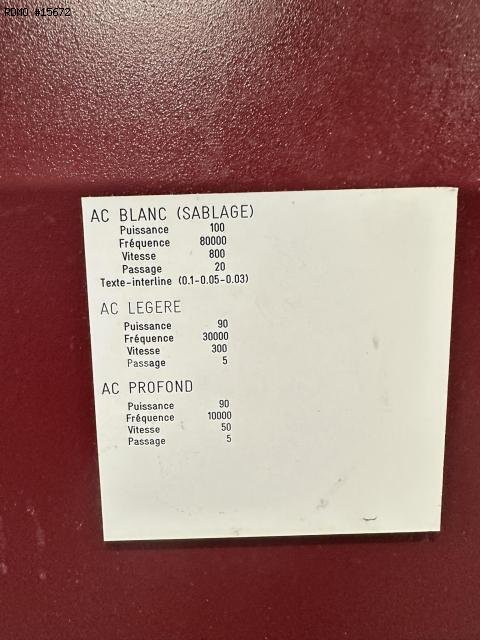 RDMO #15672
AC BLANC (SABLAGE)
Puissance 100
Fréquence 80000
Vitesse 800
Passage 20
Texte-interline (0.1-0.05-0.03)
AC LEGERE
Puissance 90
Fréquence 30000
Vitesse 300
Passage 5
AC PROFOND
Puissance 90
Fréquence 10000
Vitesse 50
Passage 5